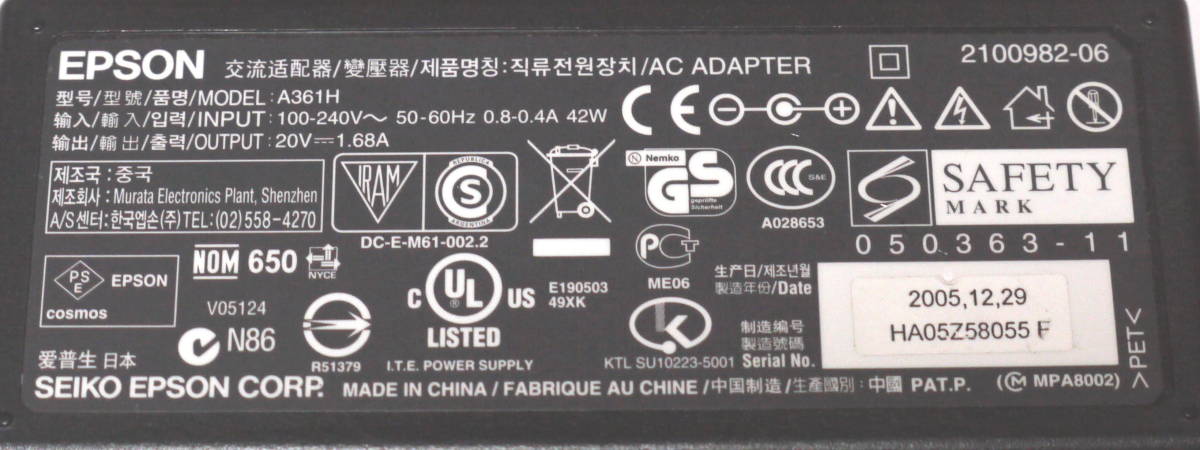 EPSON 交流适配器/變壓器/제품명칭:직류전원장치/AC ADAPTER
2100982-06
型号/型號/품명/MODEL: A361H
输入/輸入/입력/INPUT: 100-240V～ 50-60Hz 0.8-0.4A 42W
输出/輸出/출력/OUTPUT: 20V⎓1.68A
제조국: 중국
제조회사: Murata Electronics Plant, Shenzhen
A/S센터:한국엡손(주)TEL:(02)558-4270
IRAM
REPUBLICA
S
ARGENTINA
DC-E-M61-002.2
Nemko
GS
geprüfte
Sicherheit
CCC S&E
A028653
SAFETY
MARK
050363-11
PS
E
EPSON
cosmos
NOM 650
NYCE
V05124
N86
R51379
C UL US
LISTED
E190503
49XK
I.T.E. POWER SUPPLY
ME06
KTL SU10223-5001
生产日/제조년월
製造年份/Date
制造编号
製造號碼
Serial No.
2005,12,29
HA05Z58055 F
>PET<
爱普生 日本
SEIKO EPSON CORP. MADE IN CHINA / FABRIQUE AU CHINE /中国制造/生產國別: 中國 PAT.P. (CM MPA8002)